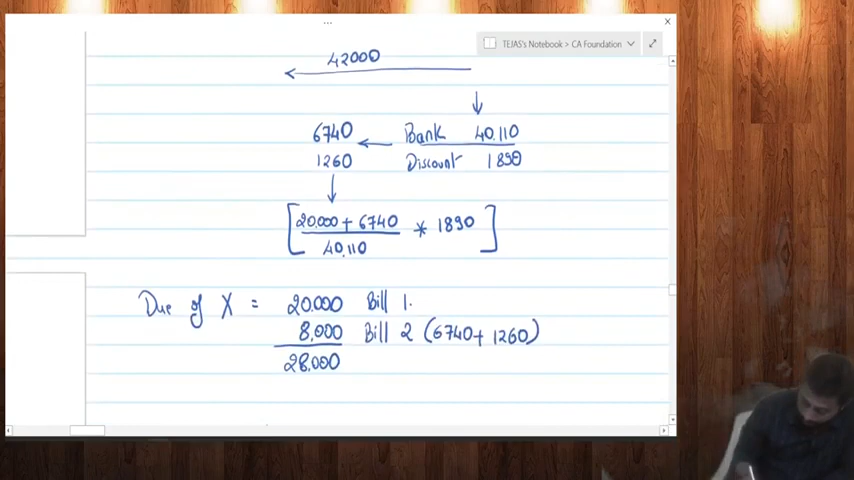 TEJAS's Notebook > CA Foundation
42000
6740 Bank 40,110
1260 Discount 1890
[20,000 + 6740 / 40,110 * 1890]
Due of X = 20,000 Bill 1.
8,000 Bill 2 (6740 + 1260)
28,000